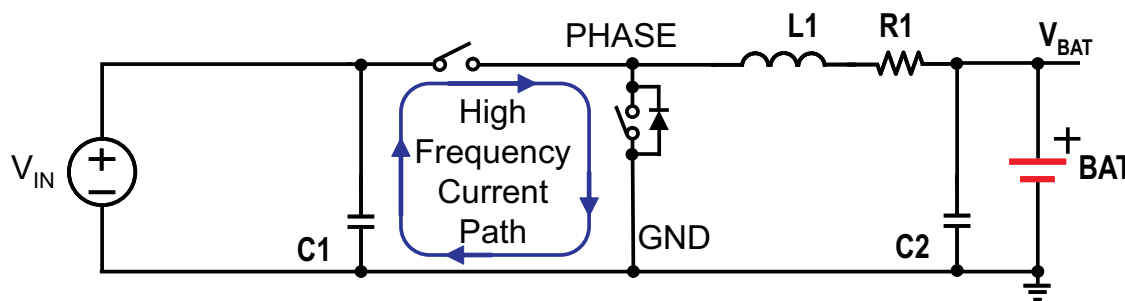 PHASE
L1
R1
V_BAT
V_IN
+
−
High
Frequency
Current
Path
C1
GND
C2
+
BAT